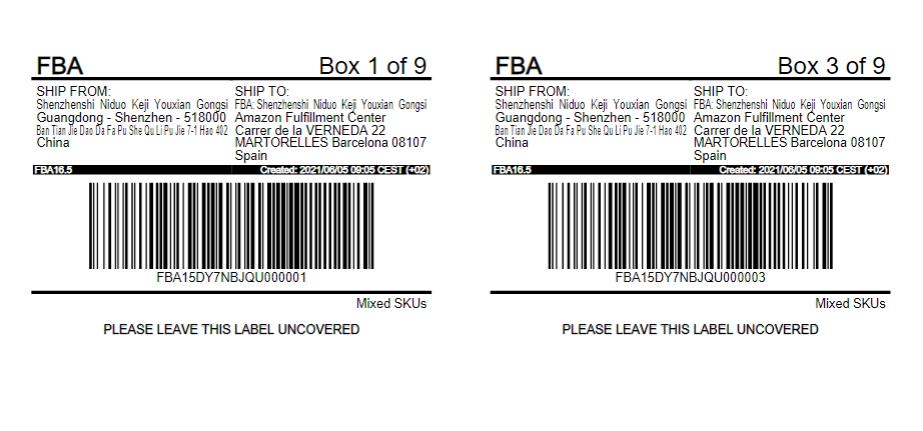 FBA Box 1 of 9
SHIP FROM:
Shenzhenshi Niduo Keji Youxian Gongsi
Guangdong - Shenzhen - 518000
Ban Tian Jie Dao Da Fa Pu She Qu Li Pu Jie 7-1 Hao 402
China
SHIP TO:
FBA: Shenzhenshi Niduo Keji Youxian Gongsi
Amazon Fulfillment Center
Carrer de la VERNEDA 22
MARTORELLES Barcelona 08107
Spain
FBA16.5 Created: 2021/06/05 09:05 CEST (+02)
FBA15DY7NBJQU000001
Mixed SKUs
PLEASE LEAVE THIS LABEL UNCOVERED
FBA Box 3 of 9
SHIP FROM:
Shenzhenshi Niduo Keji Youxian Gongsi
Guangdong - Shenzhen - 518000
Ban Tian Jie Dao Da Fa Pu She Qu Li Pu Jie 7-1 Hao 402
China
SHIP TO:
FBA: Shenzhenshi Niduo Keji Youxian Gongsi
Amazon Fulfillment Center
Carrer de la VERNEDA 22
MARTORELLES Barcelona 08107
Spain
FBA16.5 Created: 2021/06/05 09:05 CEST (+02)
FBA15DY7NBJQU000003
Mixed SKUs
PLEASE LEAVE THIS LABEL UNCOVERED